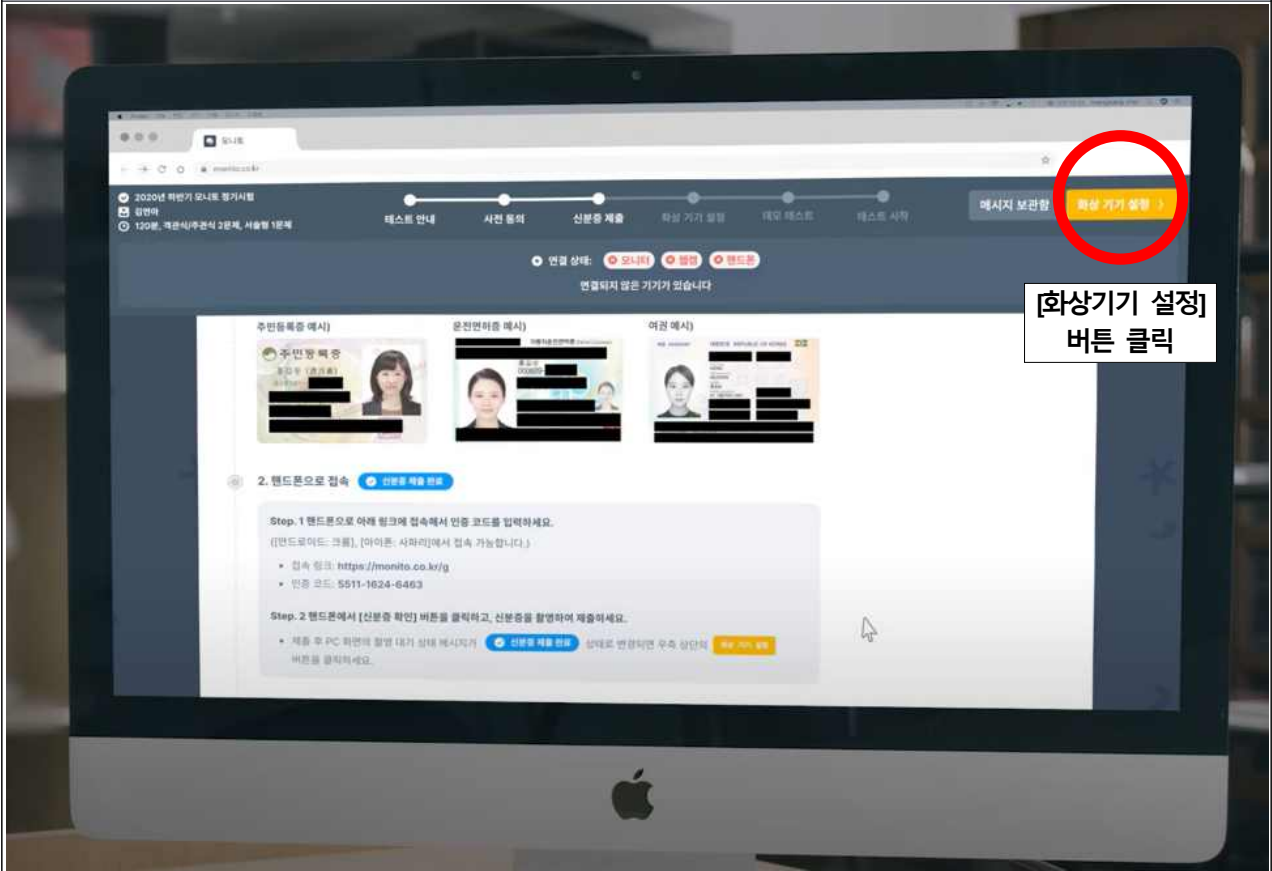 모니토
monito.co.kr
2020년 하반기 모니토 정기시험
김연아
120분, 객관식/주관식 2문제, 서술형 1문제
테스트 안내
사전 동의
신분증 제출
화상 기기 설정
데모 테스트
테스트 시작
메시지 보관함
화상 기기 설정 >
연결 상태: 모니터 웹캠 핸드폰
연결되지 않은 기기가 있습니다
[화상기기 설정]
버튼 클릭
주민등록증 예시)
운전면허증 예시)
여권 예시)
주민등록증
REPUBLIC OF KOREA
2. 핸드폰으로 접속 신분증 제출 완료
Step. 1 핸드폰으로 아래 링크에 접속해서 인증 코드를 입력하세요.
([안드로이드: 크롬], [아이폰: 사파리]에서 접속 가능합니다.)
• 접속 링크: https://monito.co.kr/g
• 인증 코드: 5511-1624-6463
Step. 2 핸드폰에서 [신분증 확인] 버튼을 클릭하고, 신분증을 촬영하여 제출하세요.
• 제출 후 PC 화면의 촬영 대기 상태 메시지가 신분증 제출 완료 상태로 변경되면 우측 상단의 화상 기기 설정
버튼을 클릭하세요.